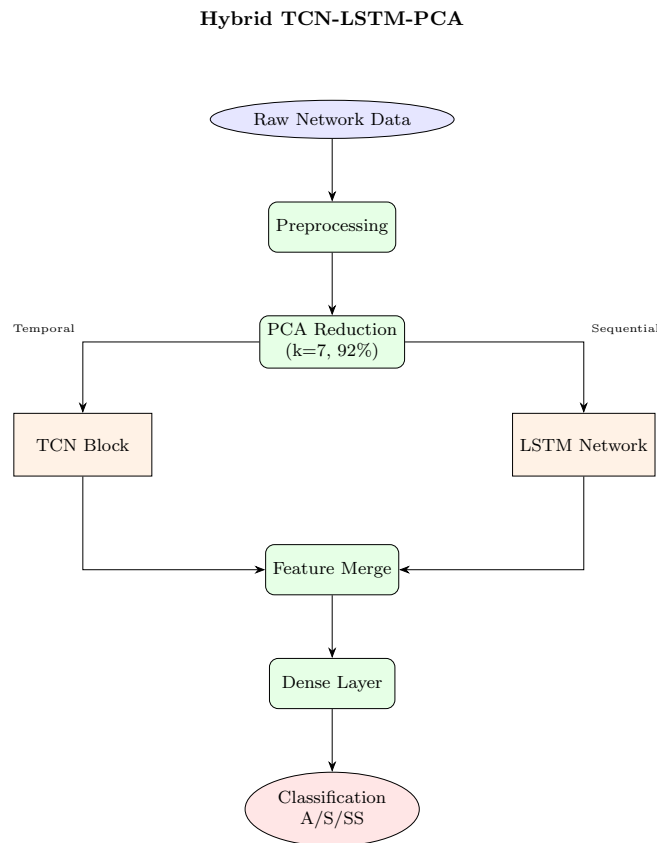 Hybrid TCN-LSTM-PCA
Raw Network Data
Preprocessing
Temporal
PCA Reduction
(k=7, 92%)
Sequential
TCN Block
LSTM Network
Feature Merge
Dense Layer
Classification
A/S/SS